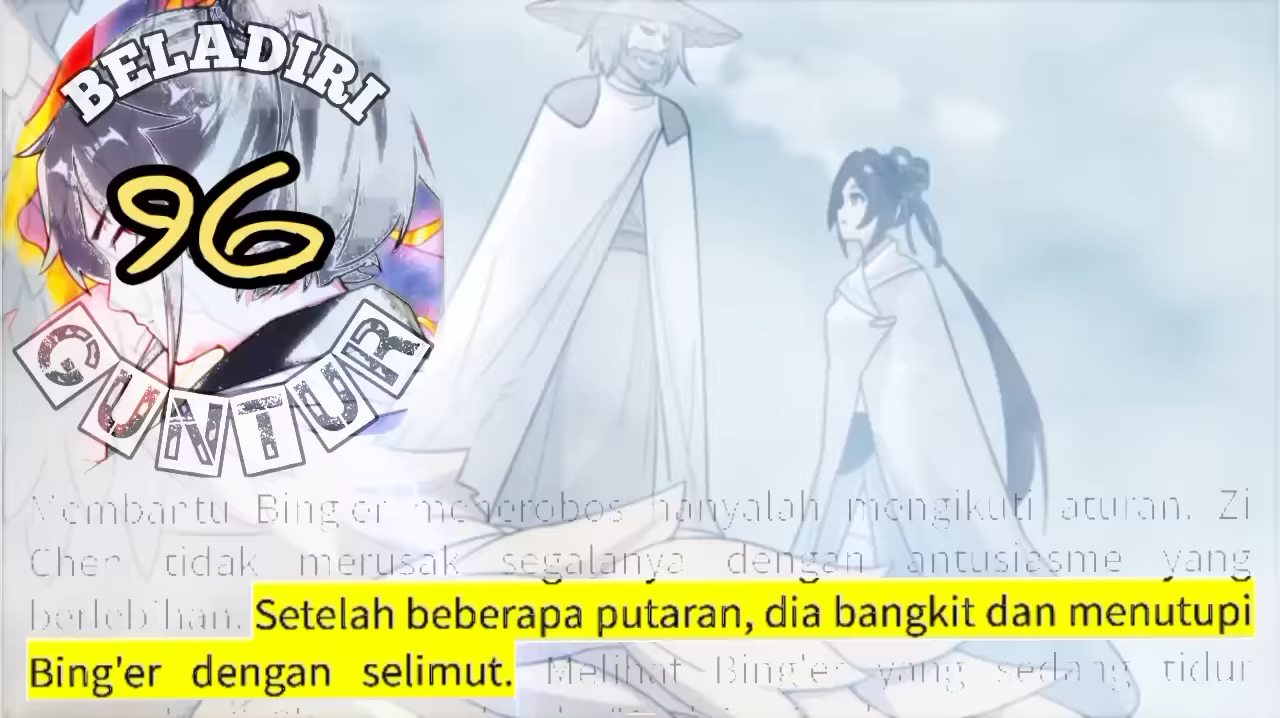 BELADIRI
96
GUNTUR
Membantu Bing'er menerobos hanyalah mengikuti aturan. Zi
Chen tidak merusak segalanya dengan antusiasme yang
berlebihan. Setelah beberapa putaran, dia bangkit dan menutupi
Bing'er dengan selimut. Melihat Bing'er yang sedang tidur